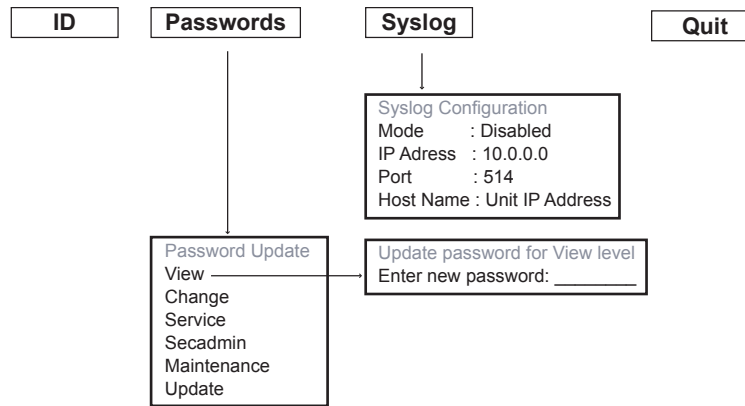 ID
Passwords
Syslog
Quit
Syslog Configuration
Mode : Disabled
IP Adress : 10.0.0.0
Port : 514
Host Name : Unit IP Address
Password Update
View
Change
Service
Secadmin
Maintenance
Update
Update password for View level
Enter new password: ________